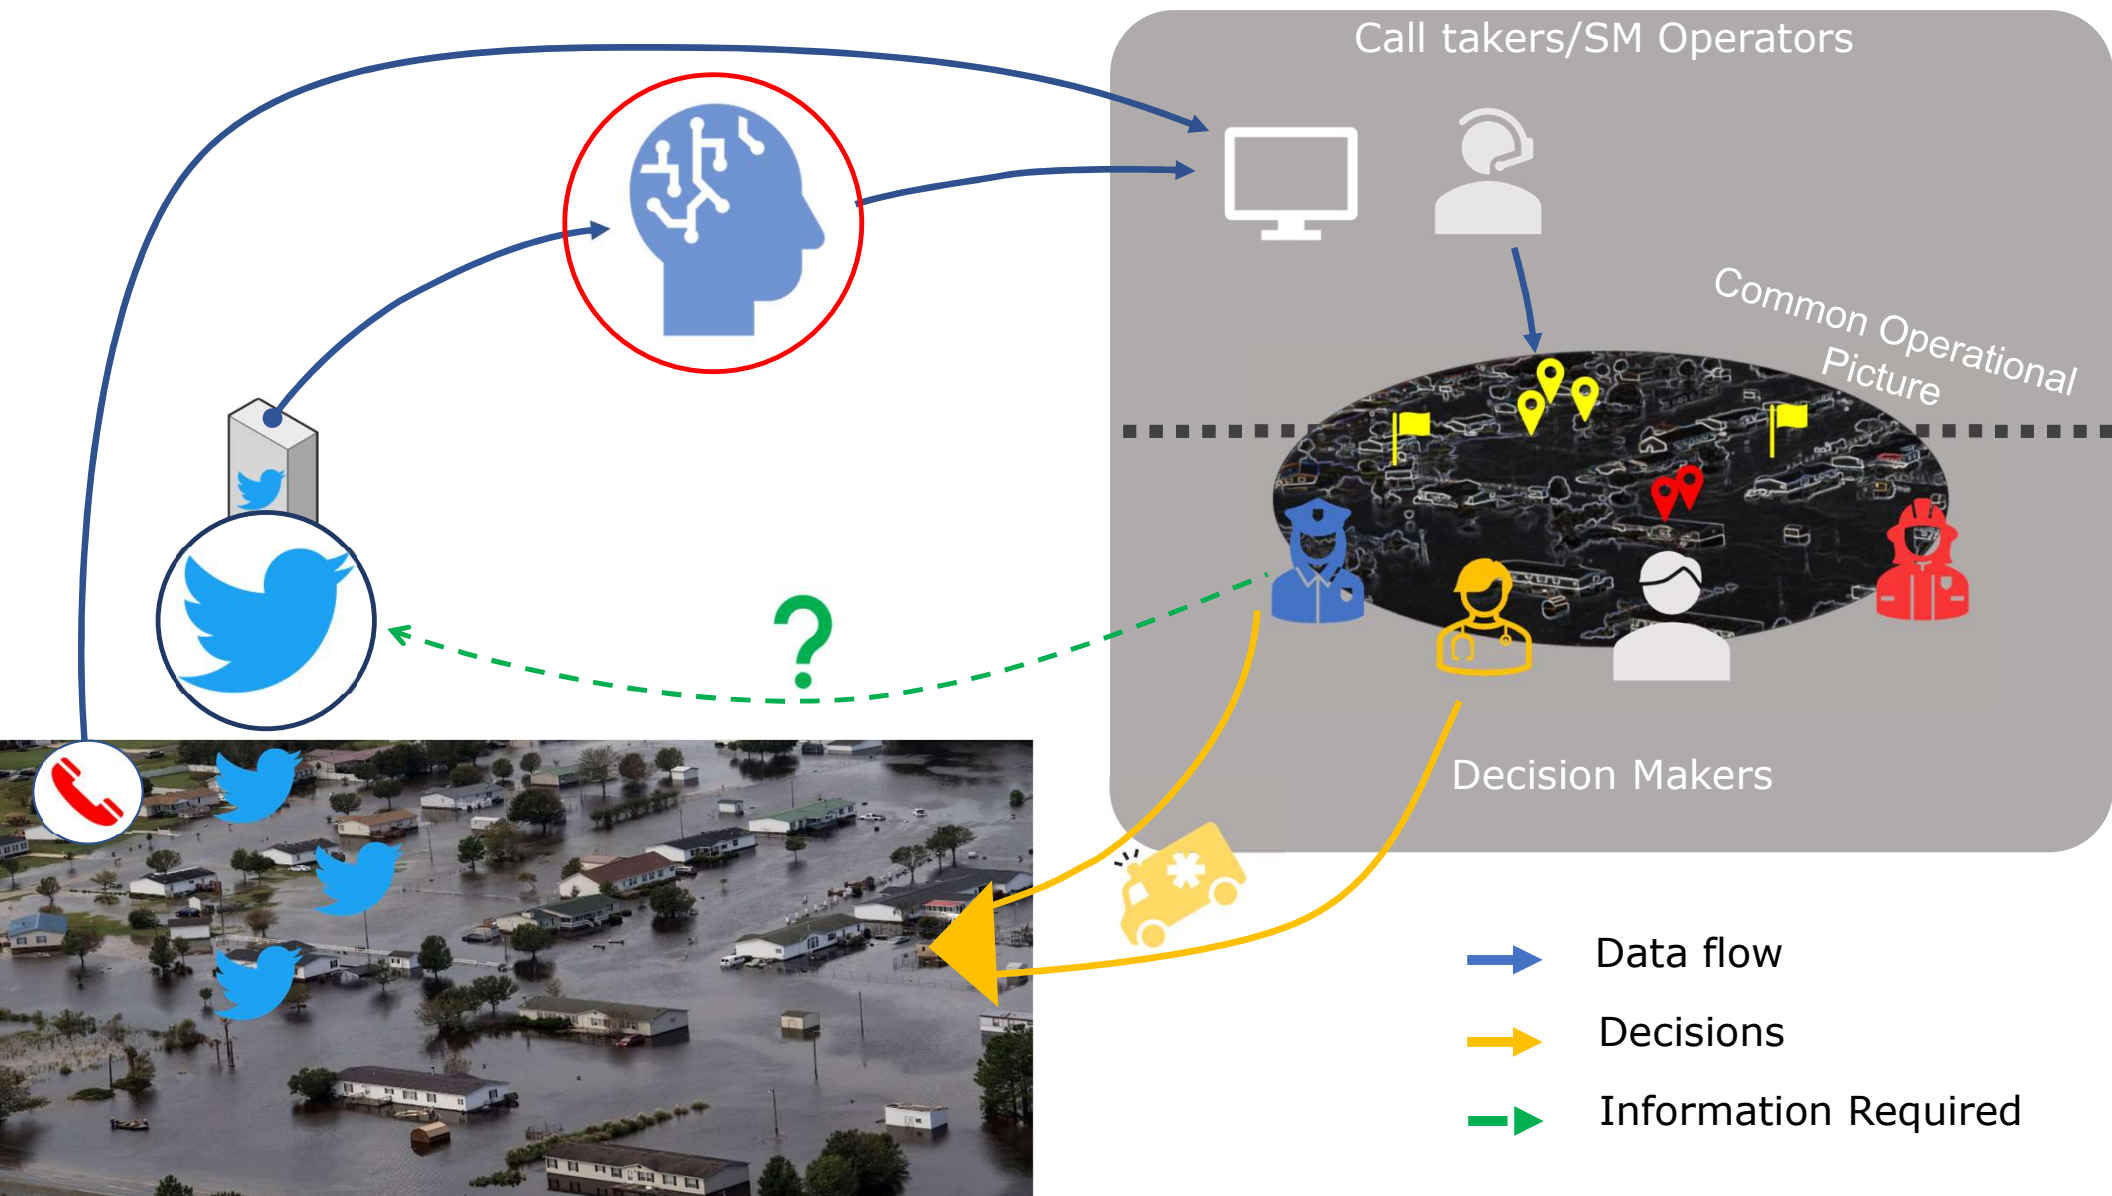 Call takers/SM Operators
Common Operational
Picture
?
Decision Makers
Data flow
Decisions
Information Required